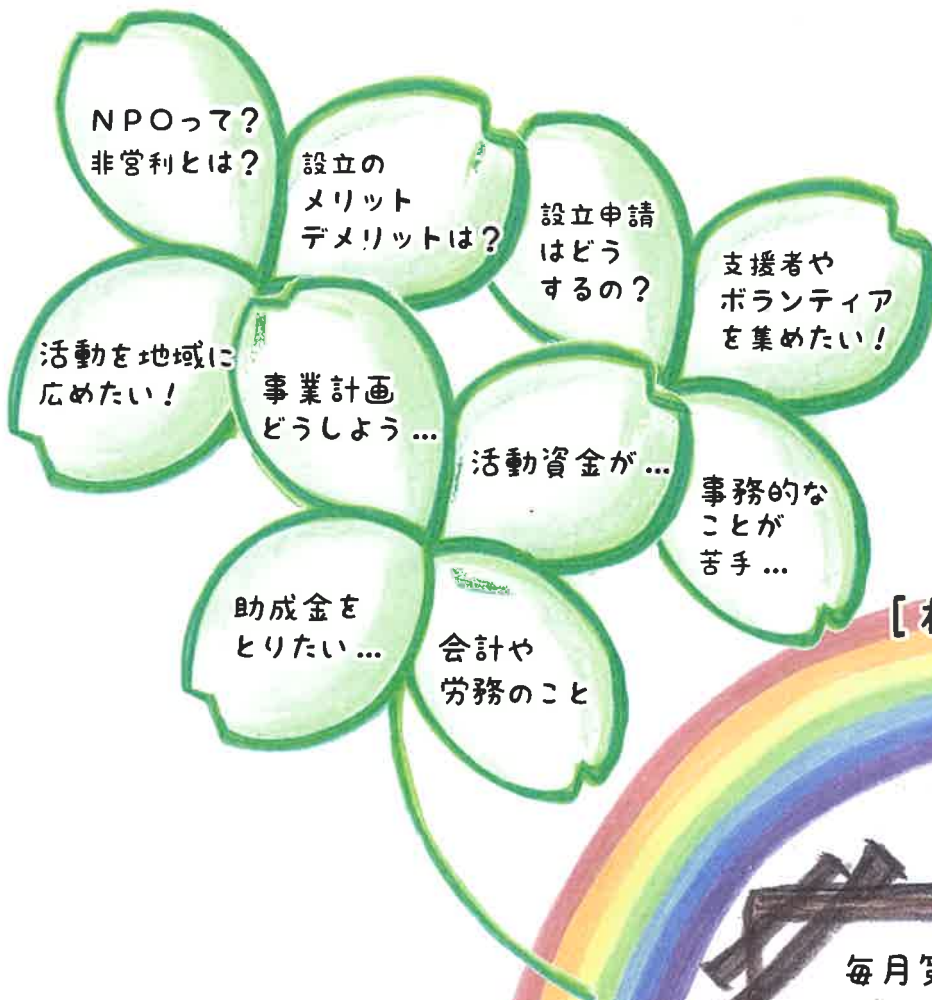 NPOって?
非営利とは?
設立の
メリット
デメリットは?
設立申請
はどう
するの?
支援者や
ボランティア
を集めたい!
活動を地域に
広めたい!
事業計画
どうしよう…
活動資金が…
事務的な
ことが
苦手…
助成金を
とりたい…
会計や
労務のこと
[
毎月第